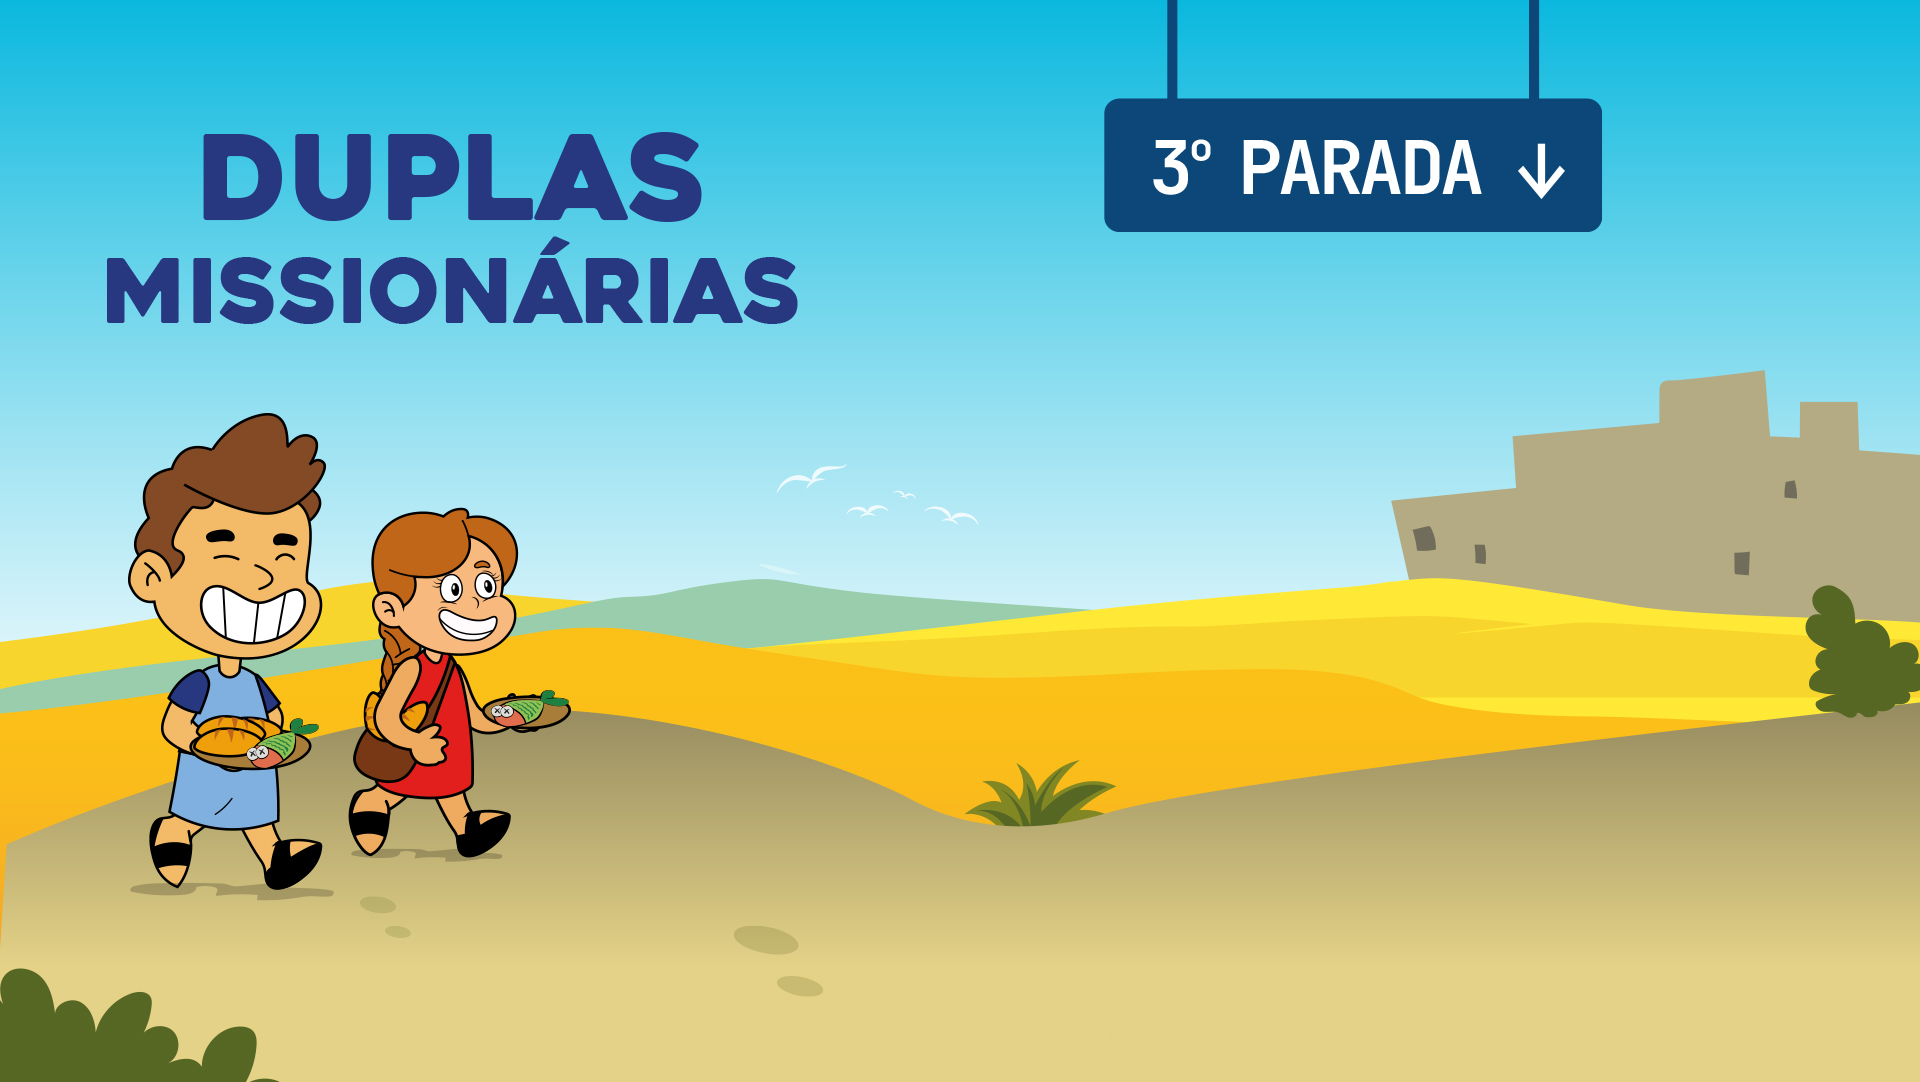 DUPLAS
MISSIONÁRIAS
3º PARADA ↓